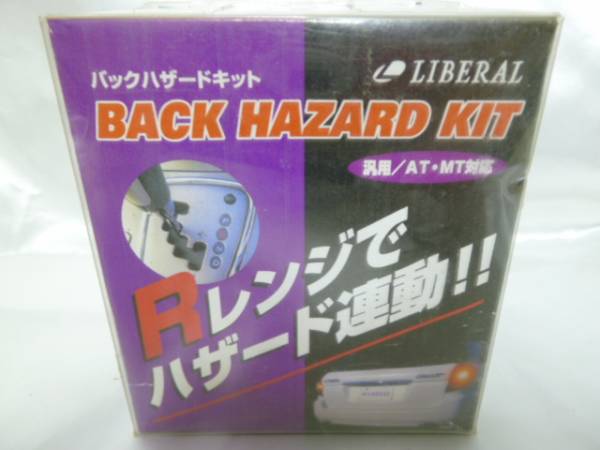 バックハザードキット
LIBERAL
BACK HAZARD KIT
汎用/AT・MT対応
Rレンジで
ハザード連動!!